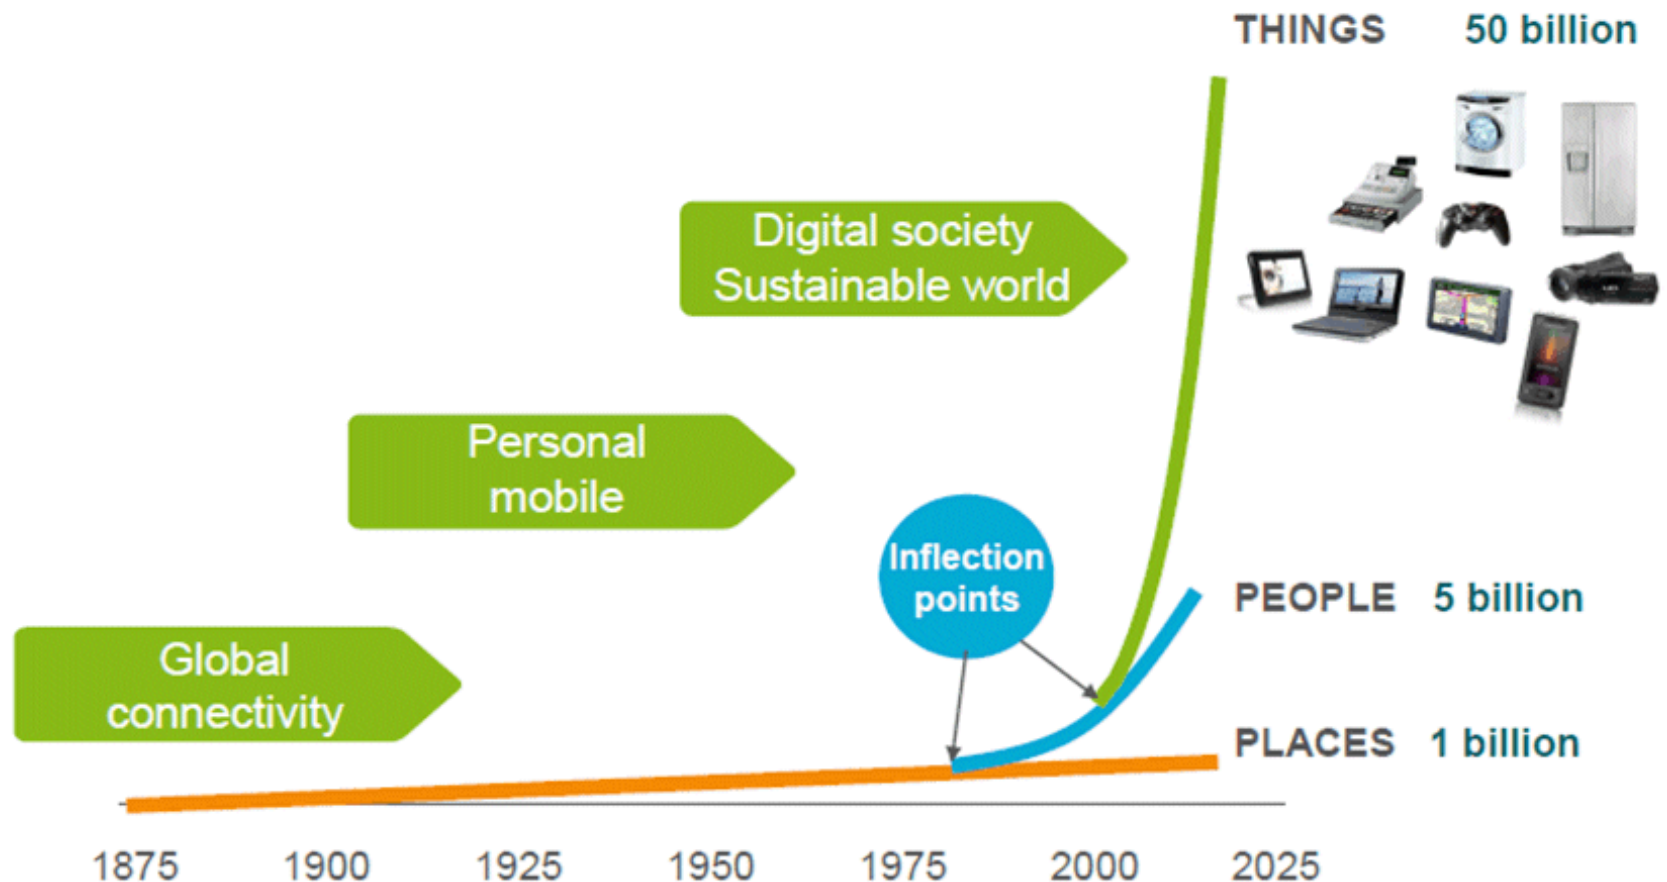 THINGS 50 billion
Digital society
Sustainable world
Personal
mobile
Inflection
points
PEOPLE 5 billion
Global
connectivity
PLACES 1 billion
1875 1900 1925 1950 1975 2000 2025